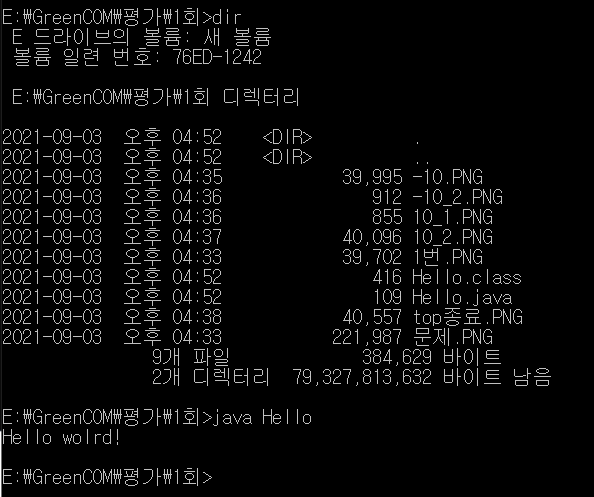 E:\GreenCOM\평가\1회>dir
 E 드라이브의 볼륨: 새 볼륨
 볼륨 일련 번호: 76ED-1242

 E:\GreenCOM\평가\1회 디렉터리

2021-09-03  오후 04:52    <DIR>          .
2021-09-03  오후 04:52    <DIR>          ..
2021-09-03  오후 04:35            39,995 -10.PNG
2021-09-03  오후 04:36               912 -10_2.PNG
2021-09-03  오후 04:36               855 10_1.PNG
2021-09-03  오후 04:37            40,096 10_2.PNG
2021-09-03  오후 04:33            39,702 1번.PNG
2021-09-03  오후 04:52               416 Hello.class
2021-09-03  오후 04:52               109 Hello.java
2021-09-03  오후 04:38            40,557 top종료.PNG
2021-09-03  오후 04:33           221,987 문제.PNG
               9개 파일             384,629 바이트
               2개 디렉터리  79,327,813,632 바이트 남음

E:\GreenCOM\평가\1회>java Hello
Hello wolrd!

E:\GreenCOM\평가\1회>